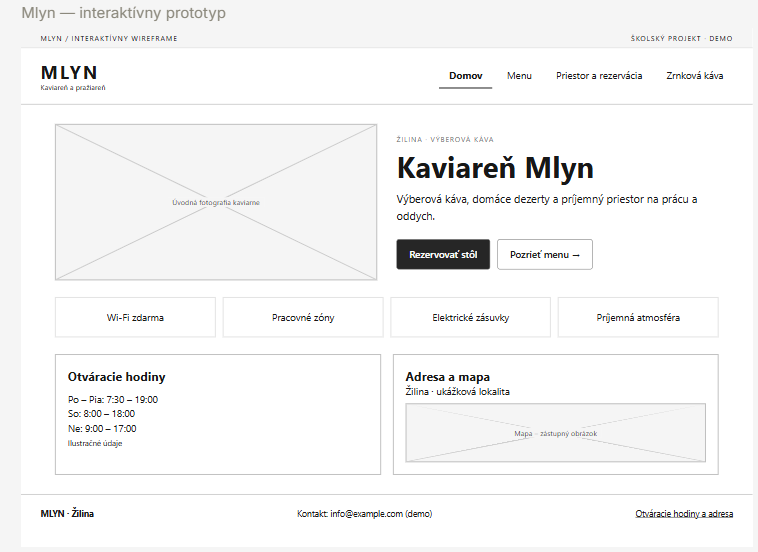 Mlyn — interaktívny prototyp
MLYN / INTERAKTÍVNY WIREFRAME
ŠKOLSKÝ PROJEKT · DEMO
MLYN
Kaviareň a pražiareň
Domov
Menu
Priestor a rezervácia
Zrnková káva
Úvodná fotografia kaviarne
ŽILINA · VÝBEROVÁ KÁVA
Kaviareň Mlyn
Výberová káva, domáce dezerty a príjemný priestor na prácu a
oddych.
Rezervovať stôl
Pozrieť menu →
Wi-Fi zdarma
Pracovné zóny
Elektrické zásuvky
Príjemná atmosféra
Otváracie hodiny
Po – Pia: 7:30 – 19:00
So: 8:00 – 18:00
Ne: 9:00 – 17:00
Ilustračné údaje
Adresa a mapa
Žilina · ukážková lokalita
Mapa · zástupný obrázok
MLYN · Žilina
Kontakt: info@example.com (demo)
Otváracie hodiny a adresa